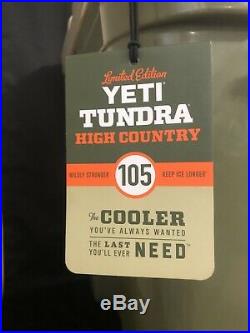 Limited Edition
YETI
TUNDRA®
HIGH COUNTRY
WILDLY STRONGER 105 KEEP ICE LONGER®
The COOLER
YOU'VE ALWAYS WANTED
THE LAST
YOU'LL EVER NEED™